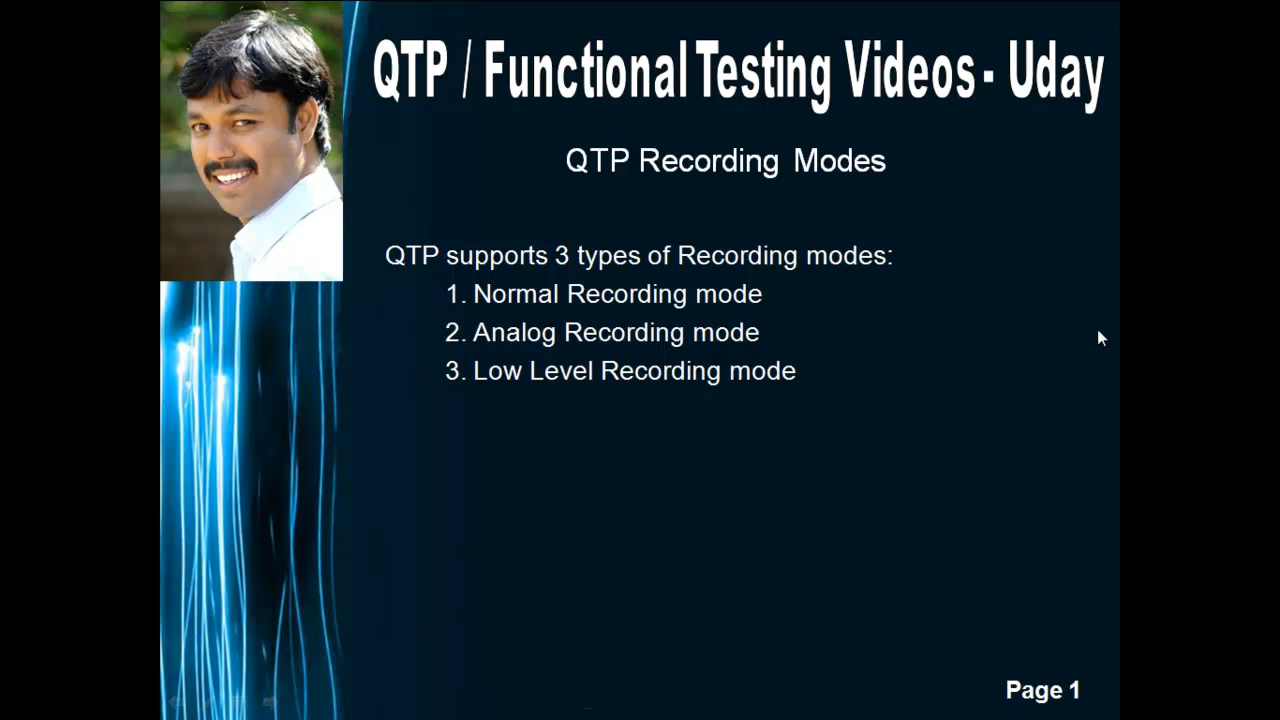 QTP / Functional Testing Videos - Uday
QTP Recording Modes
QTP supports 3 types of Recording modes:
1. Normal Recording mode
2. Analog Recording mode
3. Low Level Recording mode
Page 1